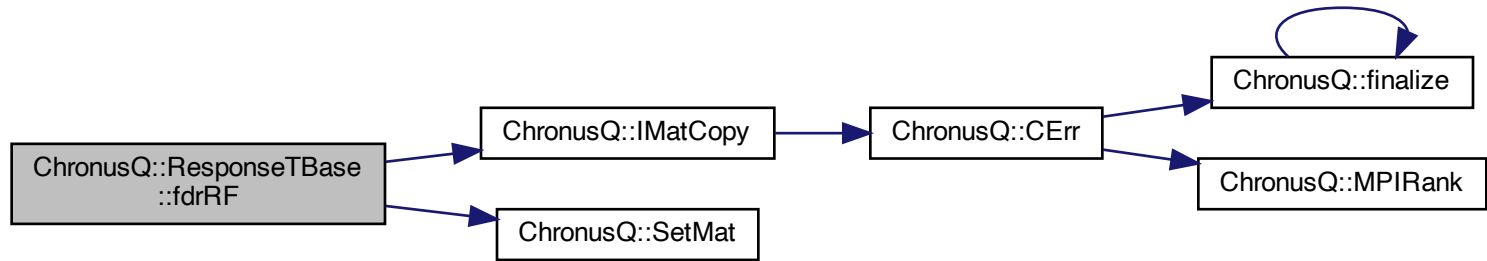 ChronusQ::ResponseTBase
::fdrRF
ChronusQ::IMatCopy
ChronusQ::SetMat
ChronusQ::CErr
ChronusQ::finalize
ChronusQ::MPIRank